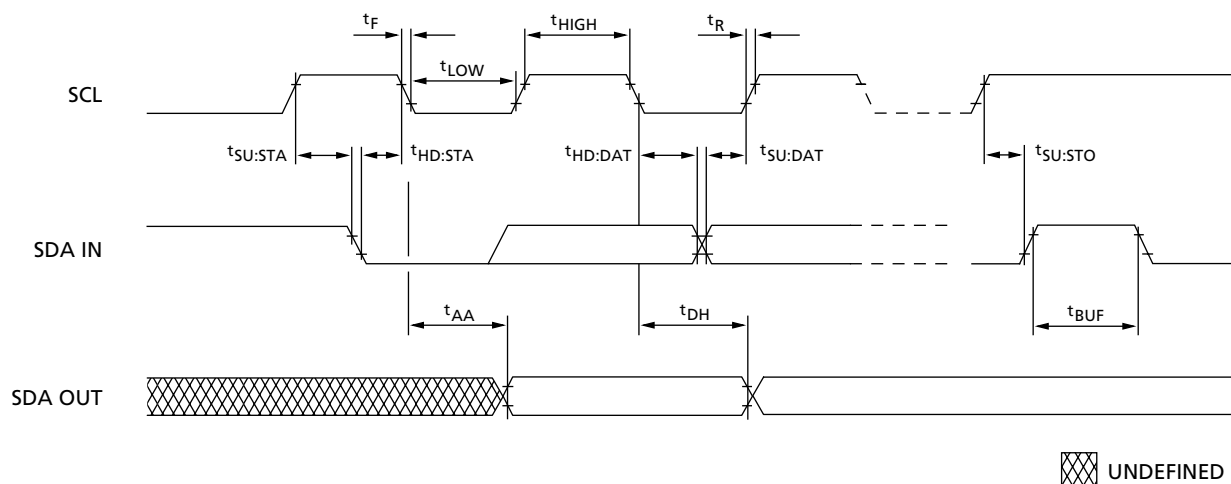 tF
tHIGH
tR
tLOW
SCL
tSU:STA
tHD:STA
tHD:DAT
tSU:DAT
tSU:STO
SDA IN
tAA
tDH
tBUF
SDA OUT
UNDEFINED